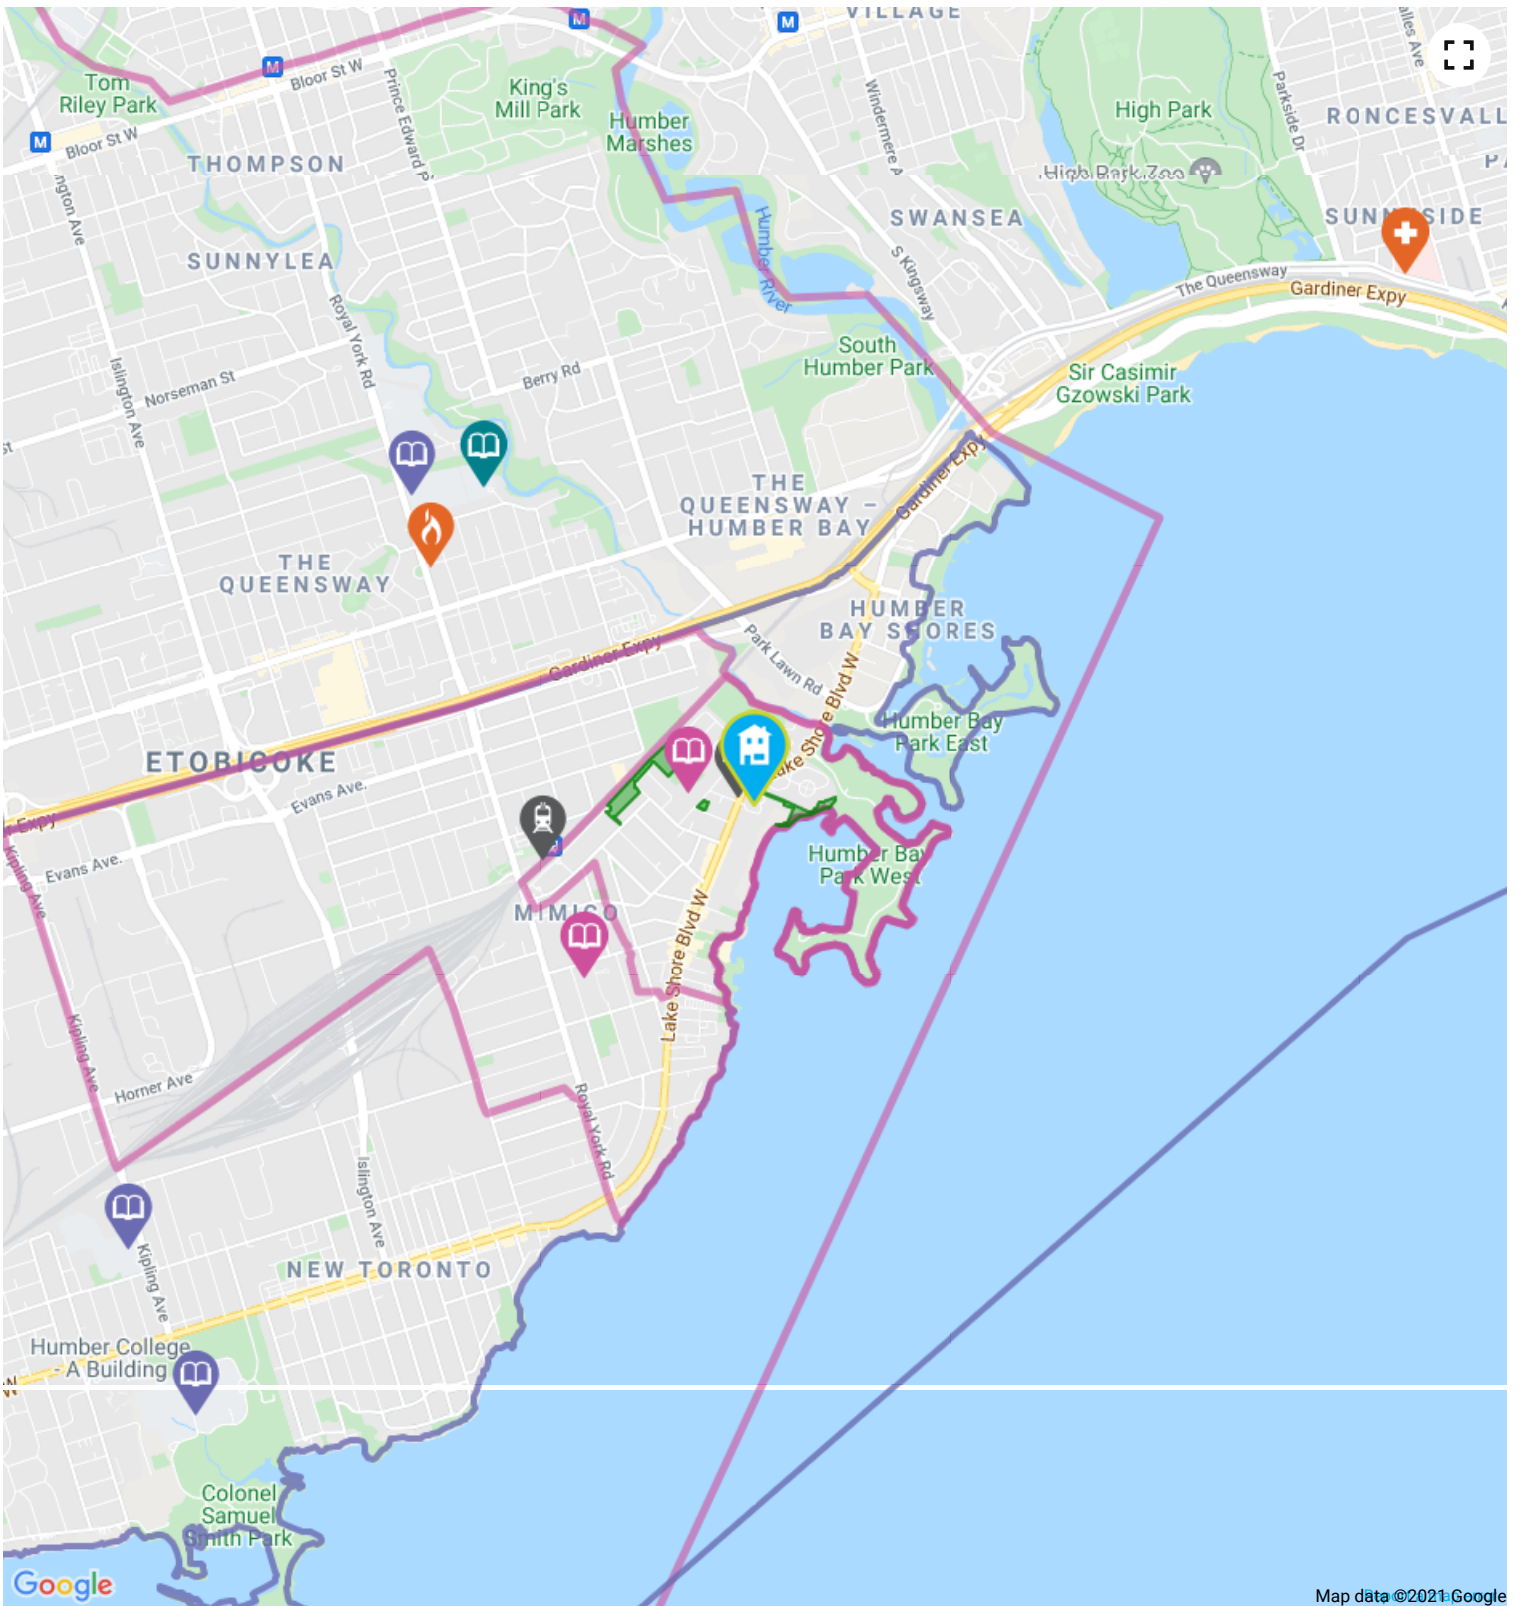 VILLAGE
M
M
M
M
Tom
Riley Park
Bloor St W
Bloor St W
Prince Edward
King's
Mill Park
Humber
Marshes
Windermere
High Park
Parkside Dr
RONCESVALL
THOMPSON
High Park Zoo
SWANSEA
SUNNYSIDE
SUNNYLEA
Humber River
S Kingsway
The Queensway
Gardiner Expy
Royal York Rd
Islington Ave
Norseman St
Berry Rd
South
Humber Park
Sir Casimir
Gzowski Park
THE
QUEENSWAY –
HUMBER BAY
Gardiner Expy
THE
QUEENSWAY
HUMBER
BAY SHORES
Park Lawn Rd
Gardiner Expy
Lake Shore Blvd W
Humber Bay
Park East
ETOBICOKE
Evans Ave.
Expy
Evans Ave.
Kipling Ave
Humber Bay
Park West
MIMICO
Lake Shore Blvd W
Kipling Ave
Horner Ave
Royal York Rd
Islington Ave
Kipling Ave
NEW TORONTO
Humber College
- A Building
W
Colonel
Samuel
Smith Park
Google
Map data ©2021 Google